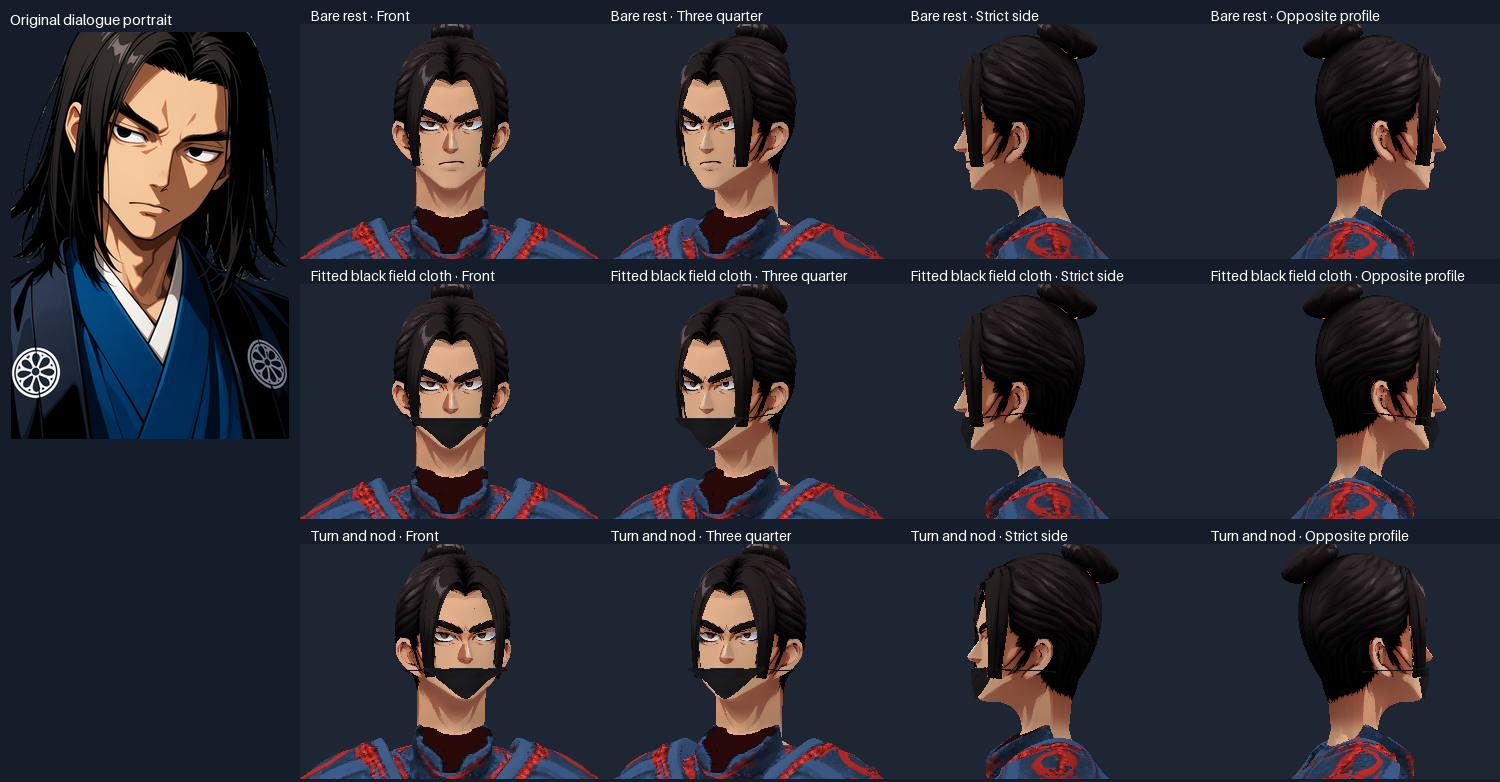 Original dialogue portrait
Bare rest · Front
Bare rest · Three quarter
Bare rest · Strict side
Bare rest · Opposite profile
Fitted black field cloth · Front
Fitted black field cloth · Three quarter
Fitted black field cloth · Strict side
Fitted black field cloth · Opposite profile
Turn and nod · Front
Turn and nod · Three quarter
Turn and nod · Strict side
Turn and nod · Opposite profile